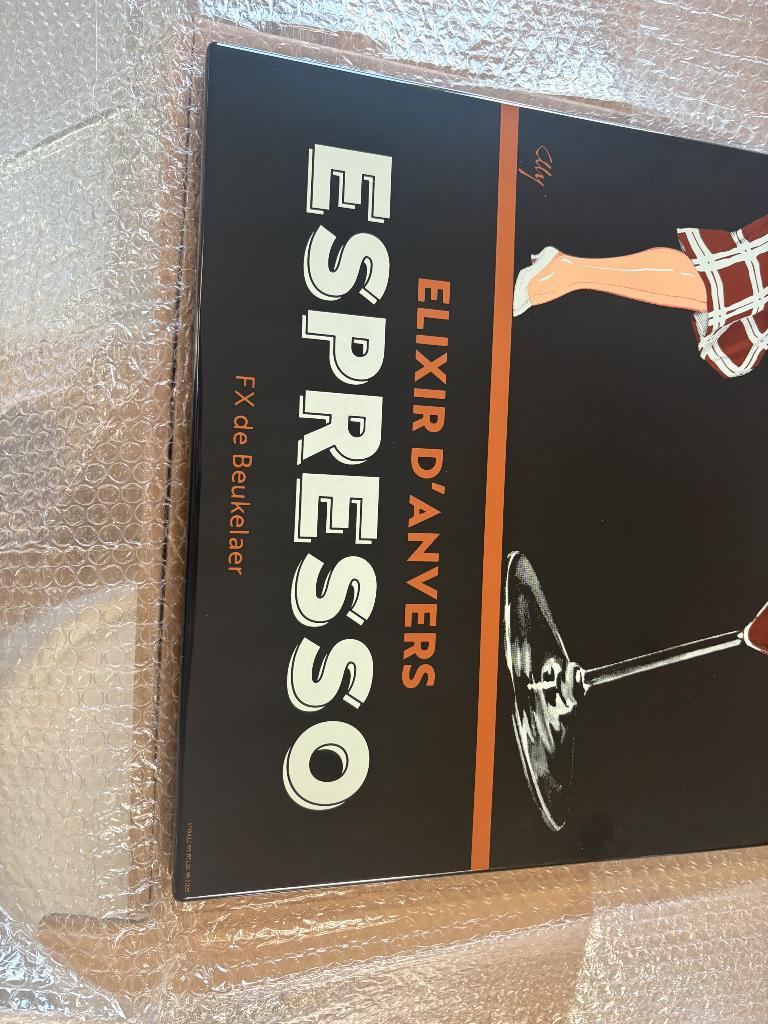 Elly
ELIXIR D'ANVERS
ESPRESSO
FX de Beukelaer